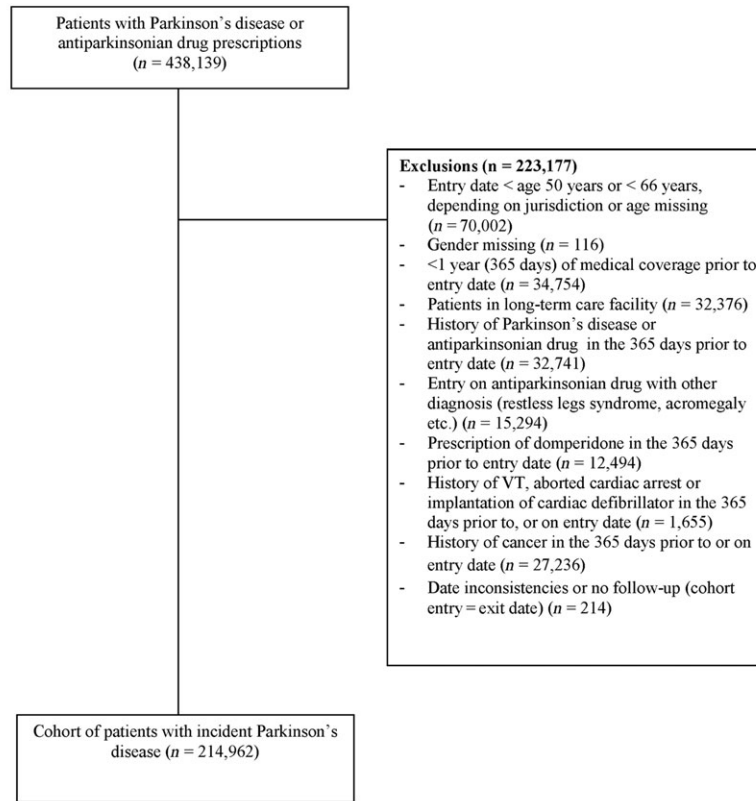 Patients with Parkinson's disease or
antiparkinsonian drug prescriptions
(n = 438,139)
Exclusions (n = 223,177)
- Entry date < age 50 years or < 66 years,
depending on jurisdiction or age missing
(n = 70,002)
- Gender missing (n = 116)
- <1 year (365 days) of medical coverage prior to
entry date (n = 34,754)
- Patients in long-term care facility (n = 32,376)
- History of Parkinson's disease or
antiparkinsonian drug in the 365 days prior to
entry date (n = 32,741)
- Entry on antiparkinsonian drug with other
diagnosis (restless legs syndrome, acromegaly
etc.) (n = 15,294)
- Prescription of domperidone in the 365 days
prior to entry date (n = 12,494)
- History of VT, aborted cardiac arrest or
implantation of cardiac defibrillator in the 365
days prior to, or on entry date (n = 1,655)
- History of cancer in the 365 days prior to or on
entry date (n = 27,236)
- Date inconsistencies or no follow-up (cohort
entry = exit date) (n = 214)
Cohort of patients with incident Parkinson's
disease (n = 214,962)